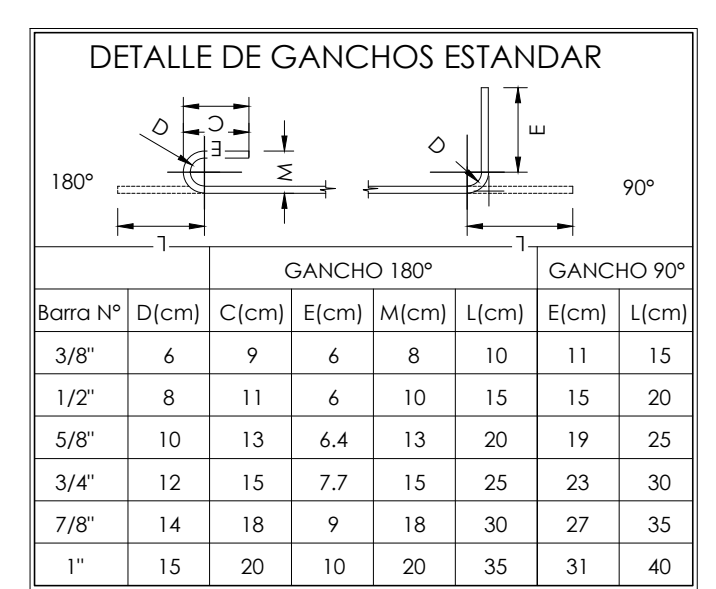 DETALLE DE GANCHOS ESTANDAR
D C E M 180° L
D E 90° L
GANCHO 180° GANCHO 90°
Barra Nº D(cm) C(cm) E(cm) M(cm) L(cm) E(cm) L(cm)
3/8" 6 9 6 8 10 11 15
1/2" 8 11 6 10 15 15 20
5/8" 10 13 6.4 13 20 19 25
3/4" 12 15 7.7 15 25 23 30
7/8" 14 18 9 18 30 27 35
1" 15 20 10 20 35 31 40